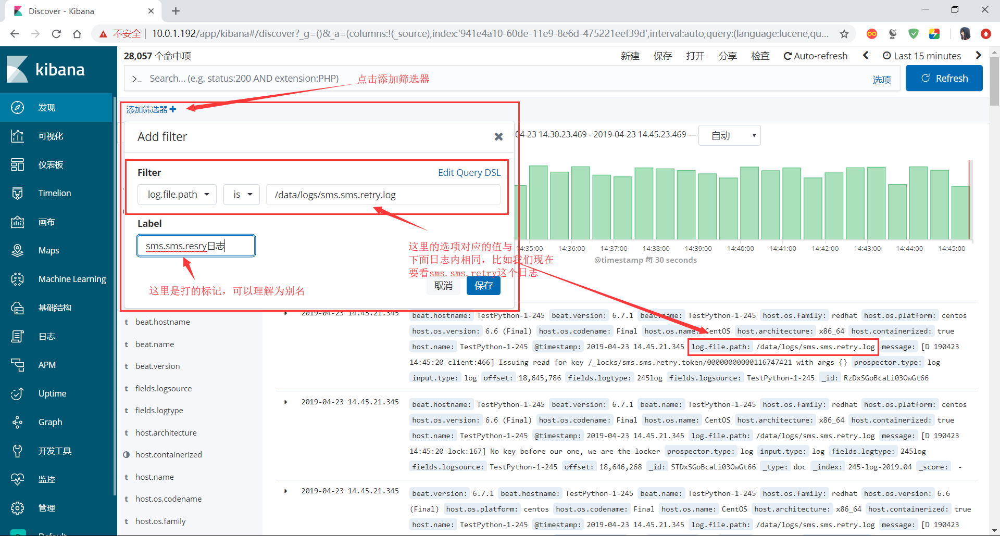 Discover - Kibana
不安全 | 10.0.1.192/app/kibana#/discover?_g=()&_a=(columns:!(_source),index:'941e4a10-60de-11e9-8e6d-475221eef39d',interval:auto,query:(language:lucene,qu...
kibana
28,057 个命中项
新建 保存 打开 分享 检查 Auto-refresh Last 15 minutes
>_ Search... (e.g. status:200 AND extension:PHP)
点击添加筛选器
选项
Refresh
发现
可视化
仪表板
Timelion
画布
Maps
Machine Learning
基础结构
日志
APM
Uptime
Graph
开发工具
监控
管理
添加筛选器
Add filter
04-23 14.30.23.469 - 2019-04-23 14.45.23.469 — 自动
Filter
Edit Query DSL
log.file.path is /data/logs/sms.sms.retry.log
Label
sms.sms.resry日志
这里的选项对应的值与
下面日志内相同，比如我们现在
要看sms.sms.retry这个日志
这里是打的标记，可以理解为别名
取消 保存
14:35:00 14:36:00 14:37:00 14:38:00 14:39:00 14:40:00 14:41:00 14:42:00 14:43:00 14:44:00 14:45:00
@timestamp 每 30 seconds
t beat.hostname
t beat.name
t beat.version
t fields.logsource
t fields.logtype
t host.architecture
host.containerized
t host.name
t host.os.codename
t host.os.family
2019-04-23 14.45.21.345
beat.hostname: TestPython-1-245 beat.version: 6.7.1 beat.name: TestPython-1-245 host.os.family: redhat host.os.platform: centos
host.os.version: 6.6 (Final) host.os.codename: Final host.os.name: CentOS host.architecture: x86_64 host.containerized: true
host.name: TestPython-1-245 @timestamp: 2019-04-23 14.45.21.345 log.file.path: /data/logs/sms.sms.retry.log message: [D 190423
14:45:20 client:466] Issuing read for key /_locks/sms.sms.retry.token/00000000000116747421 with args {} prospector.type: log
input.type: log offset: 18,645,786 fields.logtype: 245log fields.logsource: TestPython-1-245 _id: RzDxSGoBcaLi03OwGt66
2019-04-23 14.45.21.345
beat.hostname: TestPython-1-245 beat.version: 6.7.1 beat.name: TestPython-1-245 host.os.family: redhat host.os.platform: centos
host.os.version: 6.6 (Final) host.os.codename: Final host.os.name: CentOS host.architecture: x86_64 host.containerized: true
host.name: TestPython-1-245 @timestamp: 2019-04-23 14.45.21.345 log.file.path: /data/logs/sms.sms.retry.log message: [D 190423
14:45:20 lock:167] No key before our one, we are the locker prospector.type: log input.type: log fields.logtype: 245log
fields.logsource: TestPython-1-245 offset: 18,646,268 _id: STDxSGoBcaLi03OwGt66 _type: doc _index: 245-log-2019.04 _score: -
2019-04-23 14.45.21.345
beat.version: 6.7.1 beat.hostname: TestPython-1-245 beat.name: TestPython-1-245 host.os.family: redhat host.os.version: 6.6
(Final) host.os.platform: centos host.os.codename: Final host.os.name: CentOS host.architecture: x86_64 host.containerized: true
host.name: TestPython-1-245 @timestamp: 2019-04-23 14.45.21.345 log.file.path: /data/logs/sms.sms.retry.log message: [D 190423